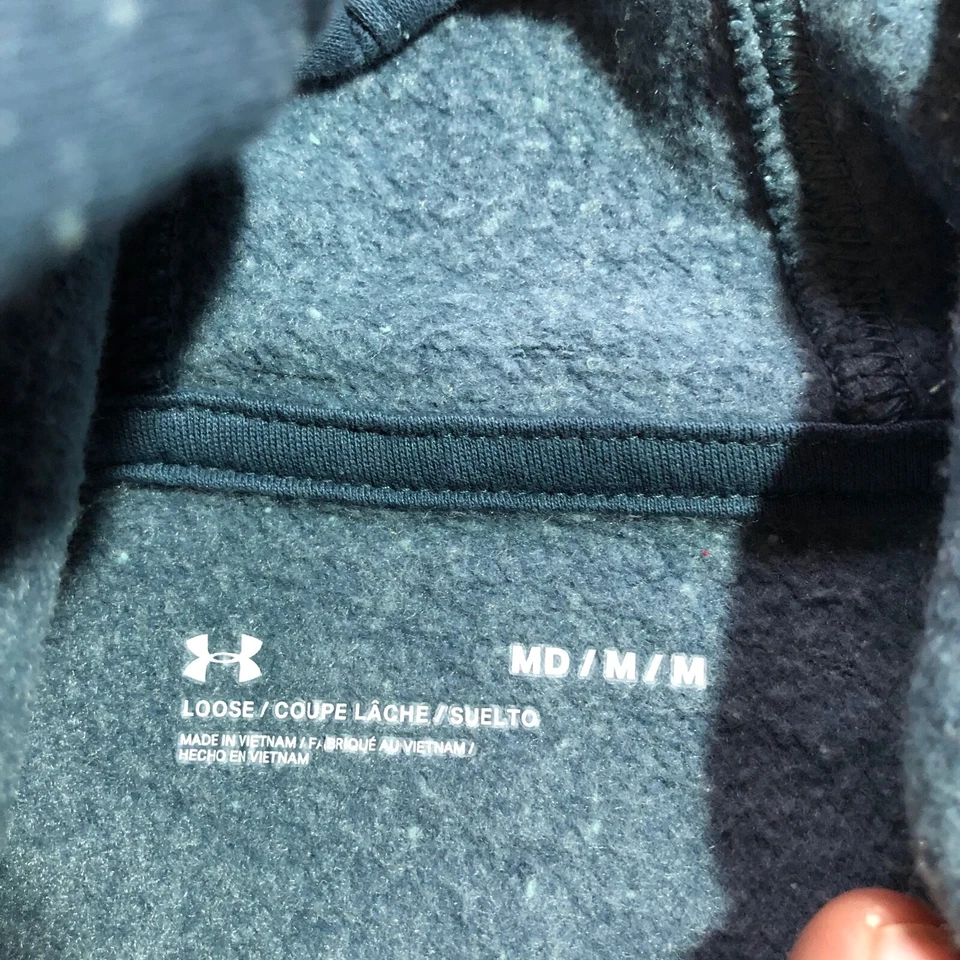 MD / M / M
LOOSE / COUPE LÂCHE / SUELTO
MADE IN VIETNAM / FABRIQUÉ AU VIETNAM /
HECHO EN VIETNAM